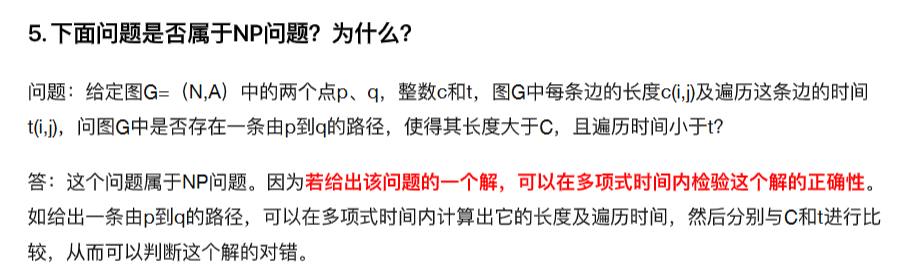 5. 下面问题是否属于NP问题？为什么？
问题：给定图G=（N,A）中的两个点p、q，整数c和t，图G中每条边的长度c(i,j)及遍历这条边的时间
t(i,j)，问图G中是否存在一条由p到q的路径，使得其长度大于C，且遍历时间小于t?
答：这个问题属于NP问题。因为若给出该问题的一个解，可以在多项式时间内检验这个解的正确性。
如给出一条由p到q的路径，可以在多项式时间内计算出它的长度及遍历时间，然后分别与C和t进行比
较，从而可以判断这个解的对错。